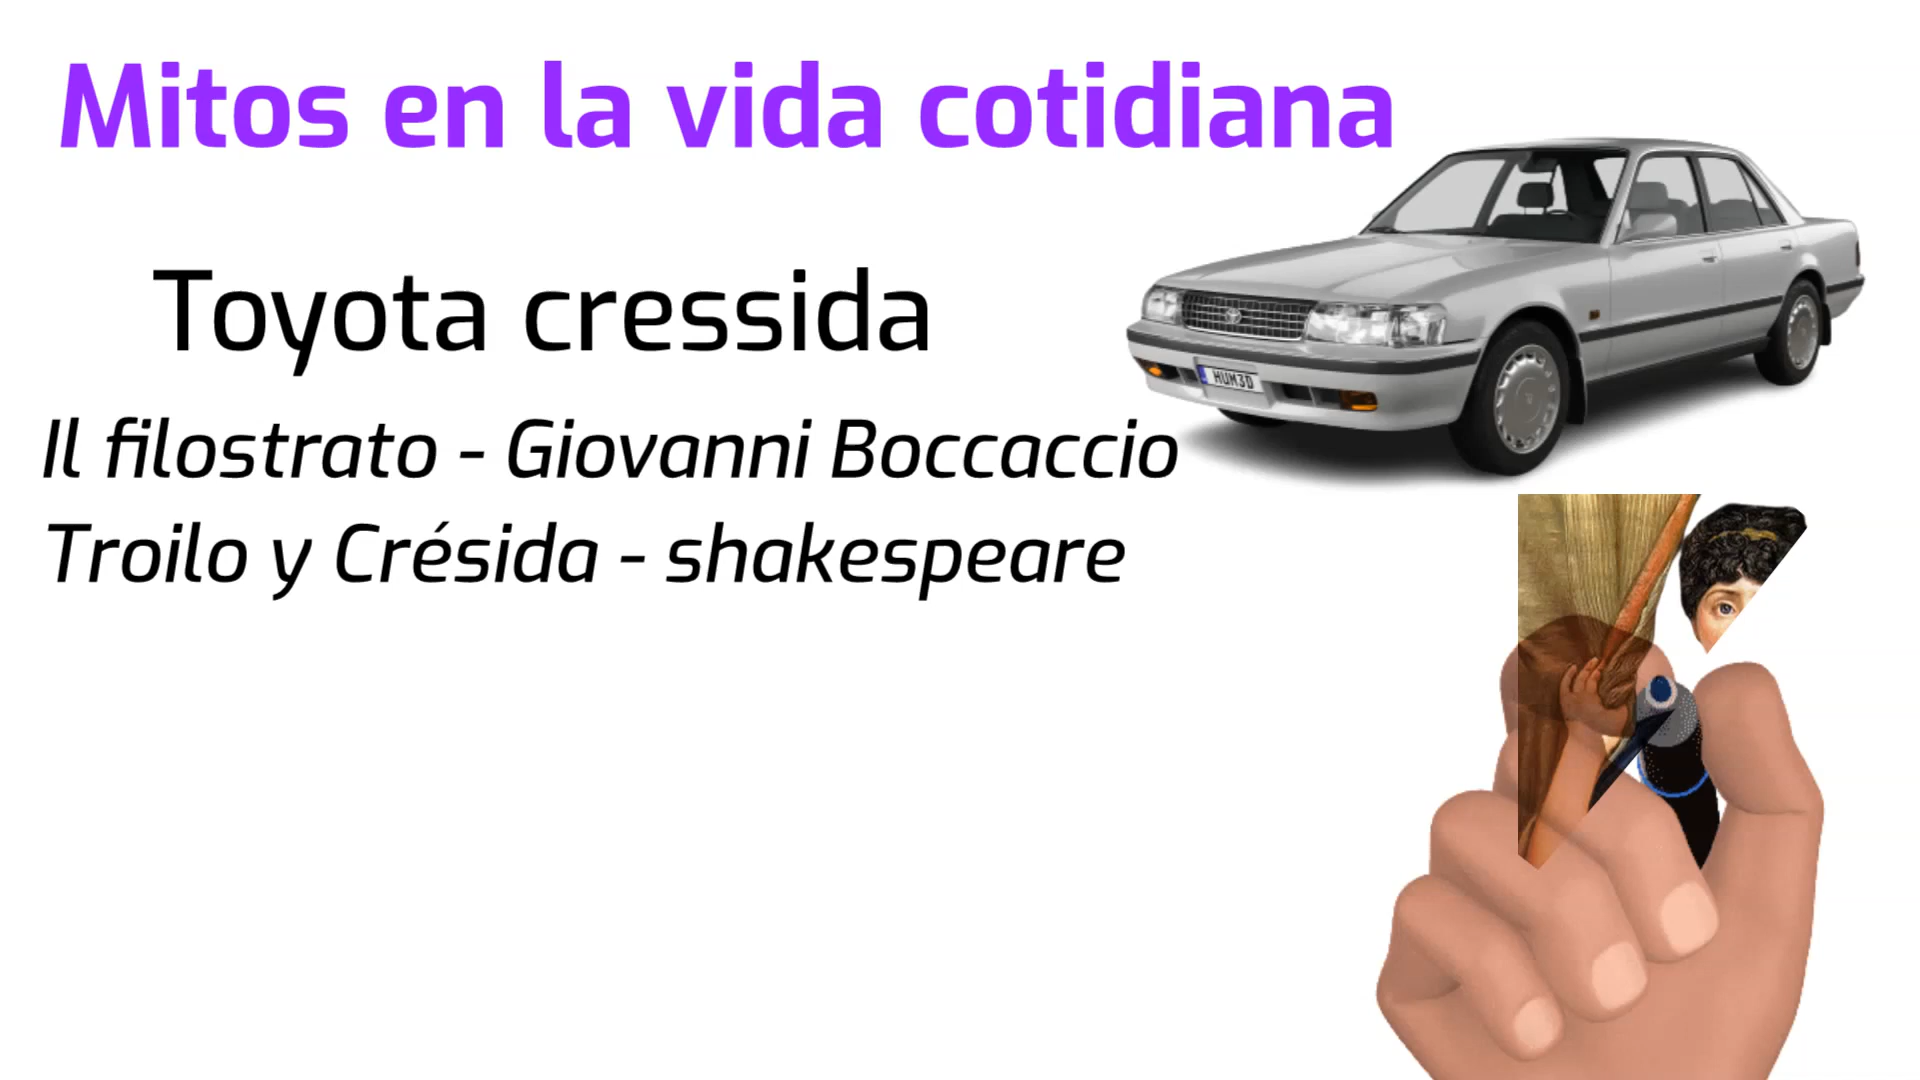 Mitos en la vida cotidiana
Toyota cressida
HUM3D
Il filostrato - Giovanni Boccaccio
Troilo y Crésida - shakespeare